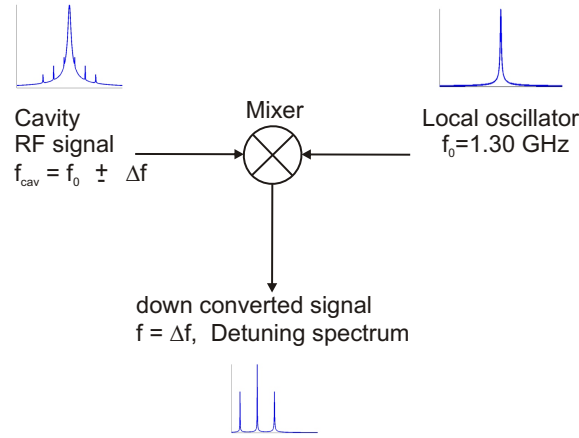 Mixer
Cavity
RF signal
f_cav = f_0 ± Δf
Local oscillator
f_0=1.30 GHz
down converted signal
f = Δf, Detuning spectrum